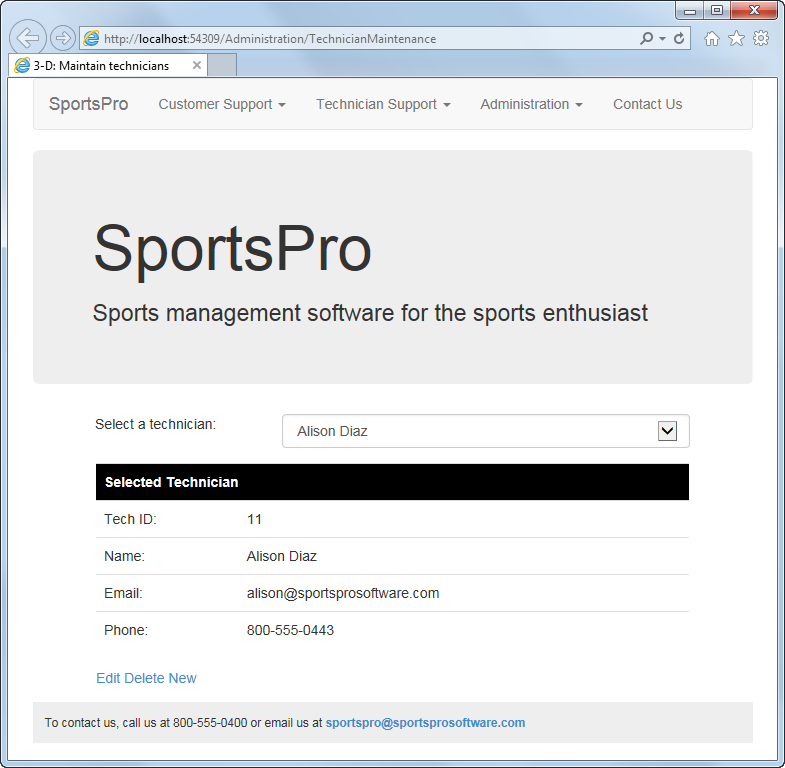 http://localhost:54309/Administration/TechnicianMaintenance
3-D: Maintain technicians
SportsPro Customer Support Technician Support Administration Contact Us
SportsPro
Sports management software for the sports enthusiast
Select a technician: Alison Diaz
Selected Technician
Tech ID: 11
Name: Alison Diaz
Email: alison@sportsprosoftware.com
Phone: 800-555-0443
Edit Delete New
To contact us, call us at 800-555-0400 or email us at sportspro@sportsprosoftware.com